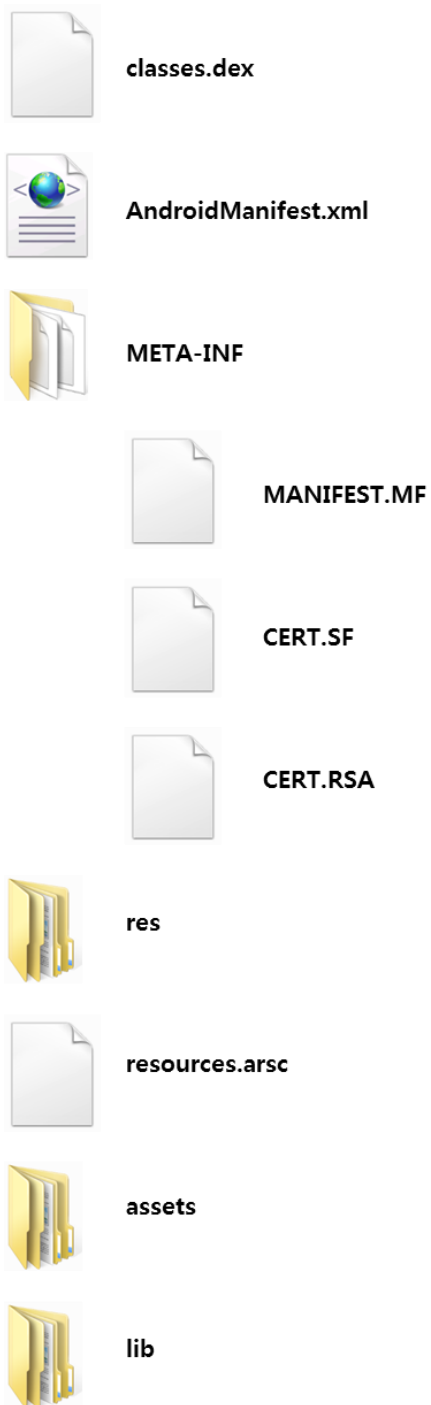 classes.dex
AndroidManifest.xml
META-INF
MANIFEST.MF
CERT.SF
CERT.RSA
res
resources.arsc
assets
lib